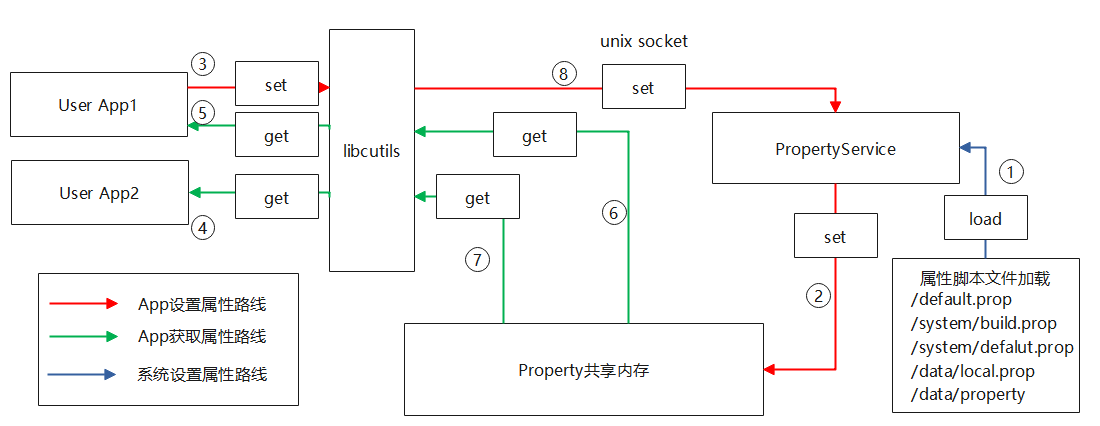 unix socket
③
⑧
set
set
User App1
⑤
get
get
libcutils
PropertyService
①
User App2
get
get
④
⑥
⑦
set
load
②
App设置属性路线
App获取属性路线
系统设置属性路线
Property共享内存
属性脚本文件加载
/default.prop
/system/build.prop
/system/defalut.prop
/data/local.prop
/data/property